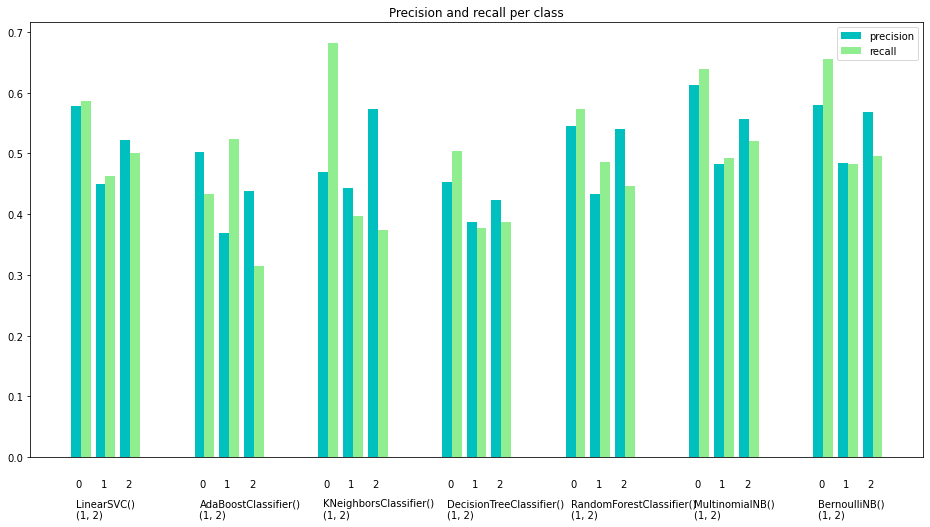 Precision and recall per class
precision
recall
0.7
0.6
0.5
0.4
0.3
0.2
0.1
0.0
0 1 2 0 1 2 0 1 2 0 1 2 0 1 2 0 1 2 0 1 2
LinearSVC() AdaBoostClassifier() KNeighborsClassifier() DecisionTreeClassifier() RandomForestClassifier() MultinomialNB() BernoulliNB()
(1, 2) (1, 2) (1, 2) (1, 2) (1, 2) (1, 2) (1, 2)